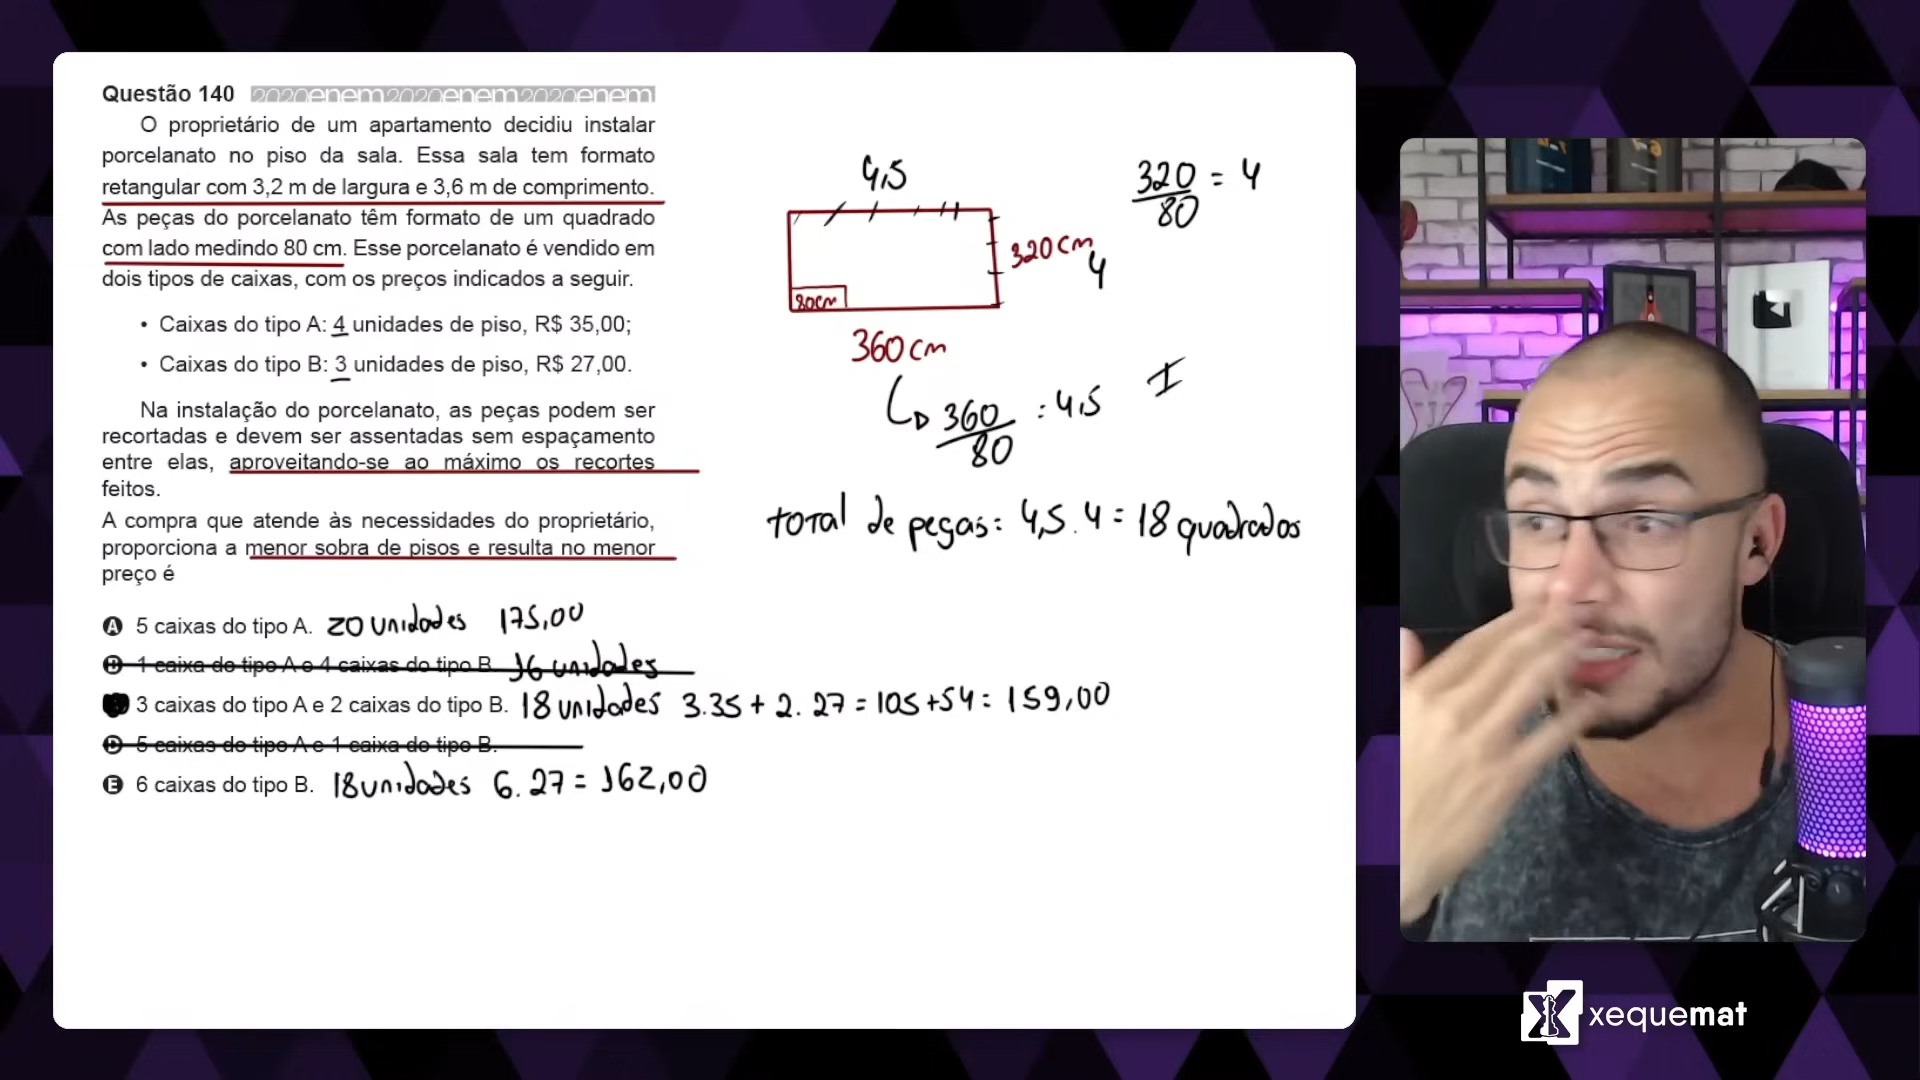 Questão 140 2020enem2020enem2020enem
O proprietário de um apartamento decidiu instalar
porcelanato no piso da sala. Essa sala tem formato
retangular com 3,2 m de largura e 3,6 m de comprimento.
As peças do porcelanato têm formato de um quadrado
com lado medindo 80 cm. Esse porcelanato é vendido em
dois tipos de caixas, com os preços indicados a seguir.
• Caixas do tipo A: 4 unidades de piso, R$ 35,00;
• Caixas do tipo B: 3 unidades de piso, R$ 27,00.
Na instalação do porcelanato, as peças podem ser
recortadas e devem ser assentadas sem espaçamento
entre elas, aproveitando-se ao máximo os recortes
feitos.
A compra que atende às necessidades do proprietário,
proporciona a menor sobra de pisos e resulta no menor
preço é
A 5 caixas do tipo A. 20 unidades 175,00
B 1 caixa do tipo A e 4 caixas do tipo B. 16 unidades
3 caixas do tipo A e 2 caixas do tipo B. 18 unidades 3.35 + 2.27 = 105 + 54 = 159,00
D 5 caixas do tipo A e 1 caixa do tipo B.
E 6 caixas do tipo B. 18 unidades 6.27 = 162,00
4,5
320 cm
4
80cm
360 cm
320/80 = 4
360/80 = 4,5
total de peças: 4,5 . 4 = 18 quadrados
xequemat